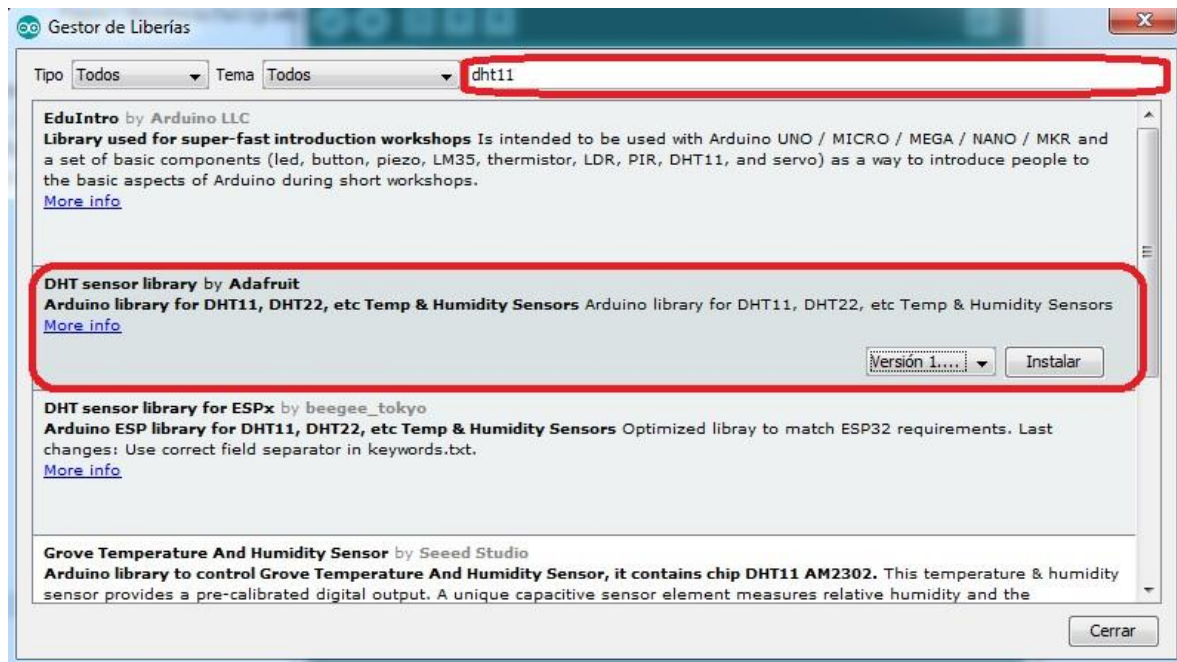 Gestor de Liberías
Tipo Todos Tema Todos dht11
EduIntro by Arduino LLC
Library used for super-fast introduction workshops Is intended to be used with Arduino UNO / MICRO / MEGA / NANO / MKR and
a set of basic components (led, button, piezo, LM35, thermistor, LDR, PIR, DHT11, and servo) as a way to introduce people to
the basic aspects of Arduino during short workshops.
More info
DHT sensor library by Adafruit
Arduino library for DHT11, DHT22, etc Temp & Humidity Sensors Arduino library for DHT11, DHT22, etc Temp & Humidity Sensors
More info
Versión 1.... Instalar
DHT sensor library for ESPx by beegee_tokyo
Arduino ESP library for DHT11, DHT22, etc Temp & Humidity Sensors Optimized libray to match ESP32 requirements. Last
changes: Use correct field separator in keywords.txt.
More info
Grove Temperature And Humidity Sensor by Seeed Studio
Arduino library to control Grove Temperature And Humidity Sensor, it contains chip DHT11 AM2302. This temperature & humidity
sensor provides a pre-calibrated digital output. A unique capacitive sensor element measures relative humidity and the
Cerrar